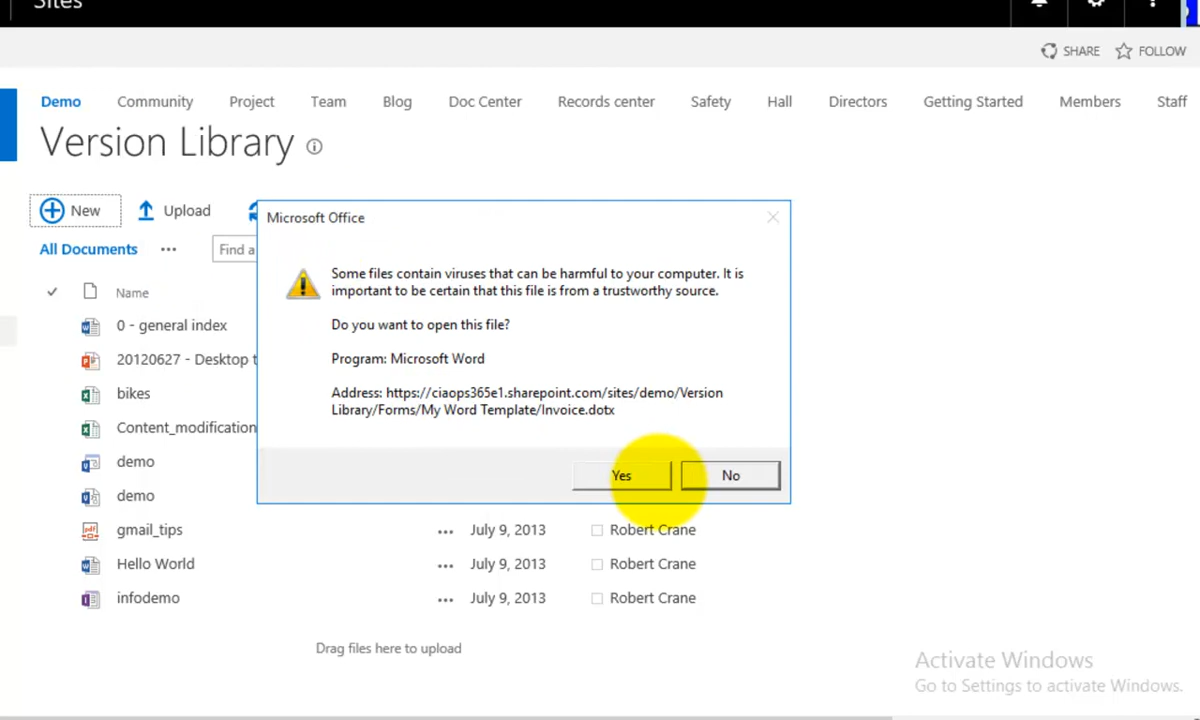 Sites
SHARE FOLLOW
Demo Community Project Team Blog Doc Center Records center Safety Hall Directors Getting Started Members Staff
Version Library
New Upload
All Documents ... Find a
Name
0 - general index
20120627 - Desktop t
bikes
Content_modification
demo
demo
gmail_tips ... July 9, 2013 Robert Crane
Hello World ... July 9, 2013 Robert Crane
infodemo ... July 9, 2013 Robert Crane
Drag files here to upload
Microsoft Office
Some files contain viruses that can be harmful to your computer. It is
important to be certain that this file is from a trustworthy source.
Do you want to open this file?
Program: Microsoft Word
Address: https://ciaops365e1.sharepoint.com/sites/demo/Version
Library/Forms/My Word Template/Invoice.dotx
Yes No
Activate Windows
Go to Settings to activate Windows.